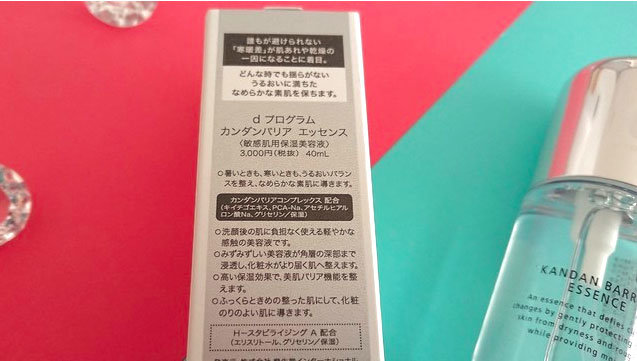 誰もが避けられない
「寒暖差」が肌あれや乾燥の
一因になることに着目。
どんな時でも揺らがない
うるおいに満ちた
なめらかな素肌を保ちます。
d プログラム
カンダンバリア エッセンス
(敏感肌用保湿美容液)
3,000円(税抜) 40mL
○暑いときも、寒いときも、うるおいバラン
スを整え、なめらかな素肌に導きます。
カンダンバリアコンプレックス 配合
(キイチゴエキス、PCA-Na、アセチルヒアル
ロン酸Na、グリセリン/保湿)
○洗顔後の肌に負担なく使える軽やかな
感触の美容液です。
○みずみずしい美容液が角層の深部まで
浸透し、化粧水がより届く肌へ整えます。
○高い保湿効果で、美肌バリア機能を整
えます。
○ふっくらときめの整った肌にして、化粧
のりのよい肌に導きます。
H-スタビライジング A 配合
(エリスリトール、グリセリン/保湿)
KANDAN BARR
ESSENCE
An essence that defies
changes by gently protecting
skin from dryness and
while providing